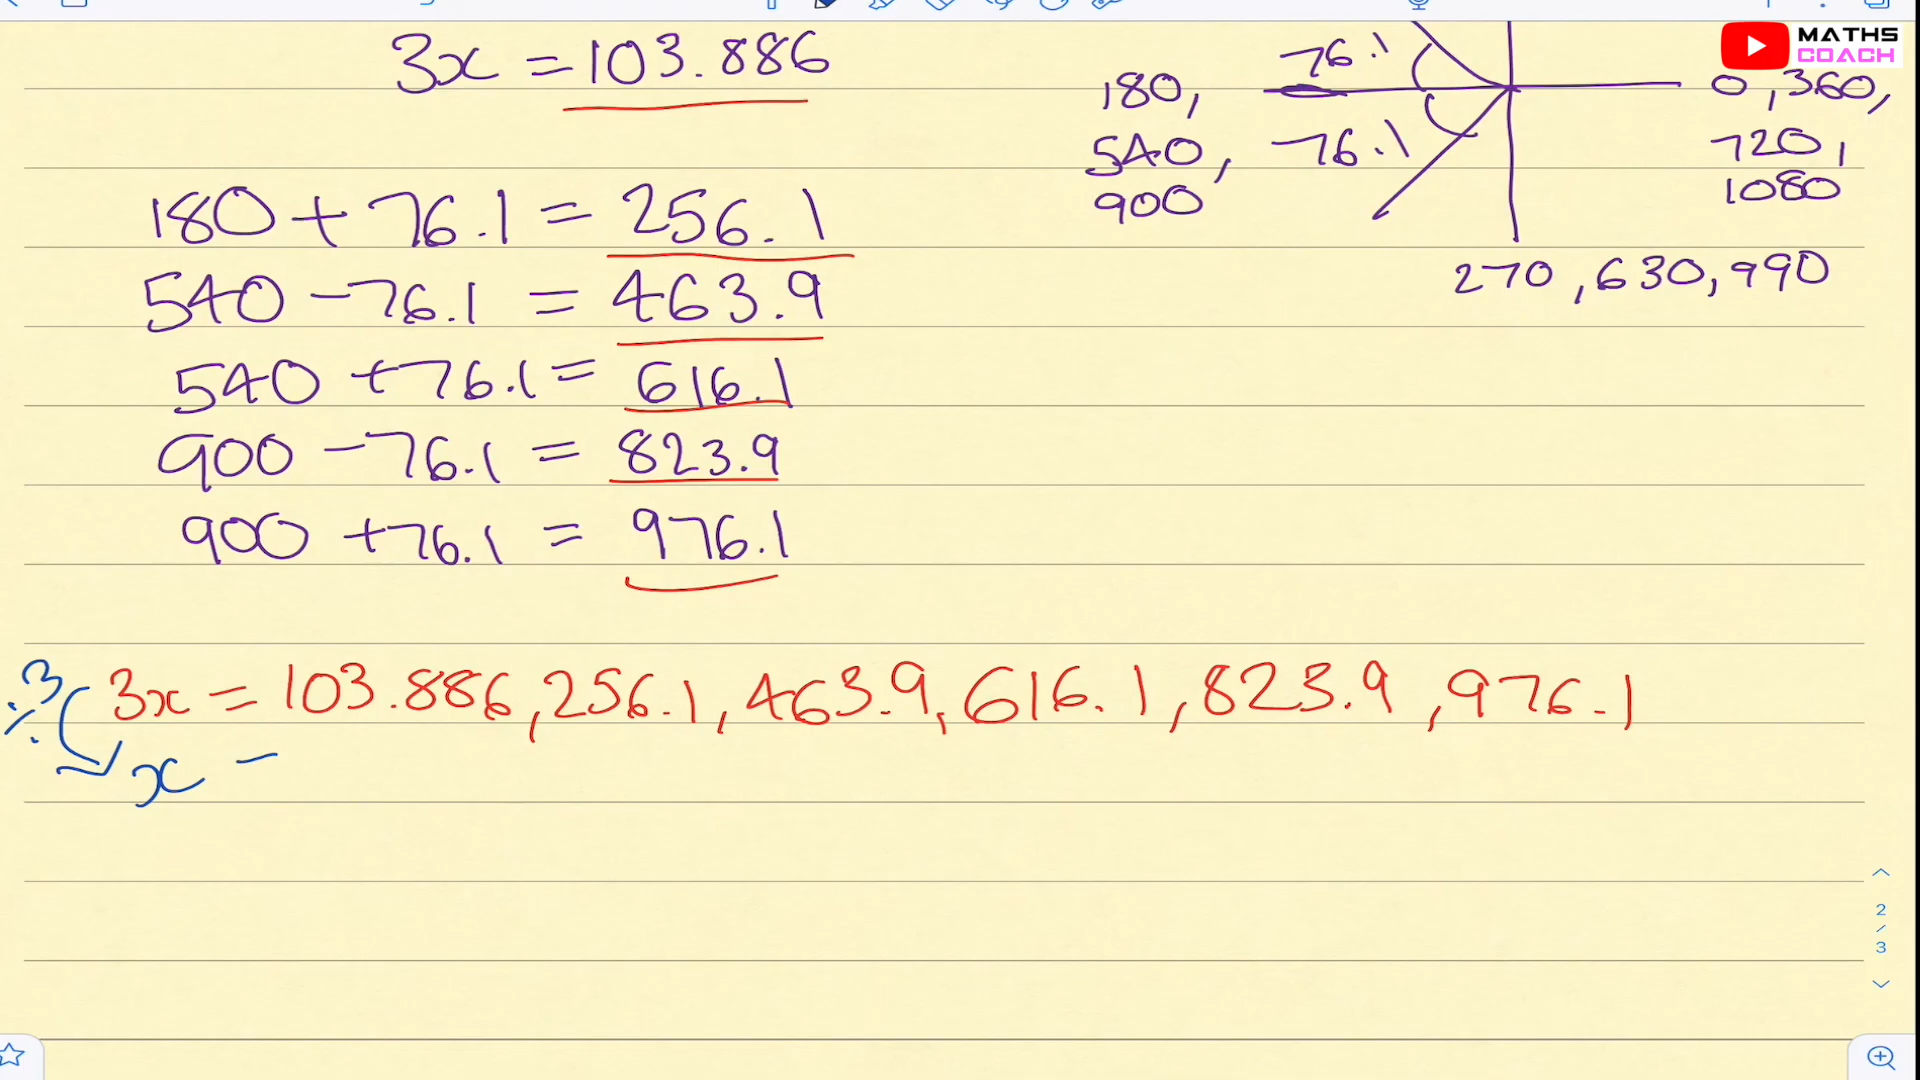 3x = 103.886
180 + 76.1 = 256.1
540 - 76.1 = 463.9
540 + 76.1 = 616.1
900 - 76.1 = 823.9
900 + 76.1 = 976.1
76.1
76.1
180,
540,
900
0, 360,
720,
1080
270, 630, 990
MATHS
COACH
÷3
3x = 103.886, 256.1, 463.9, 616.1, 823.9, 976.1
x -
2
/
3